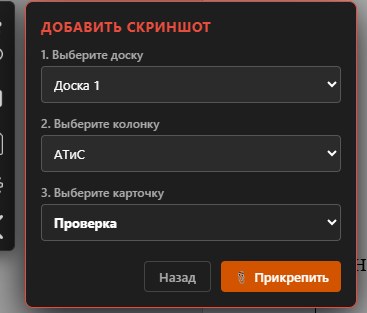 ДОБАВИТЬ СКРИНШОТ
1. Выберите доску
Доска 1
2. Выберите колонку
АТиС
3. Выберите карточку
Проверка
Назад
Прикрепить
Н